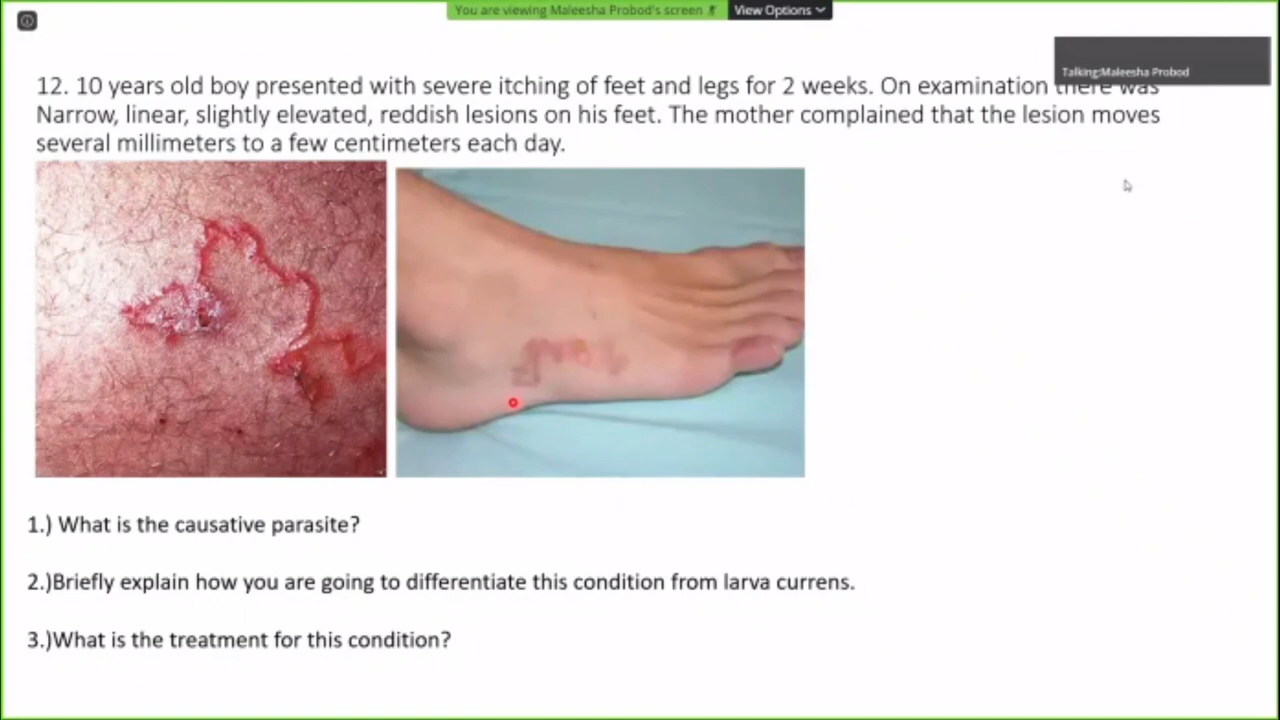 You are viewing Maleesha Probod's screen
View Options
Talking:Maleesha Probod
12. 10 years old boy presented with severe itching of feet and legs for 2 weeks. On examination there was
Narrow, linear, slightly elevated, reddish lesions on his feet. The mother complained that the lesion moves
several millimeters to a few centimeters each day.
1.) What is the causative parasite?
2.)Briefly explain how you are going to differentiate this condition from larva currens.
3.)What is the treatment for this condition?